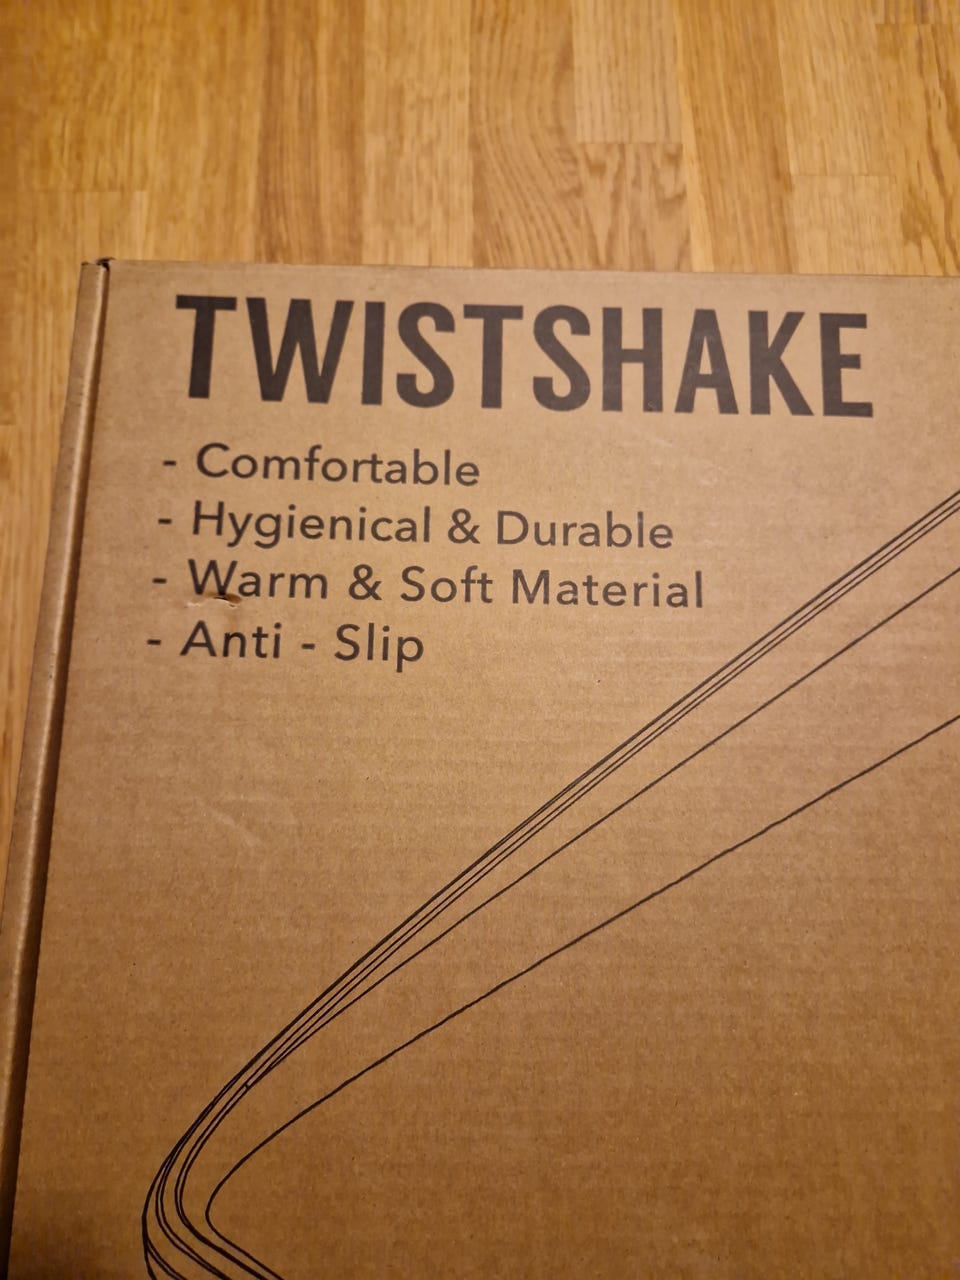 TWISTSHAKE
- Comfortable
- Hygienical & Durable
- Warm & Soft Material
- Anti - Slip